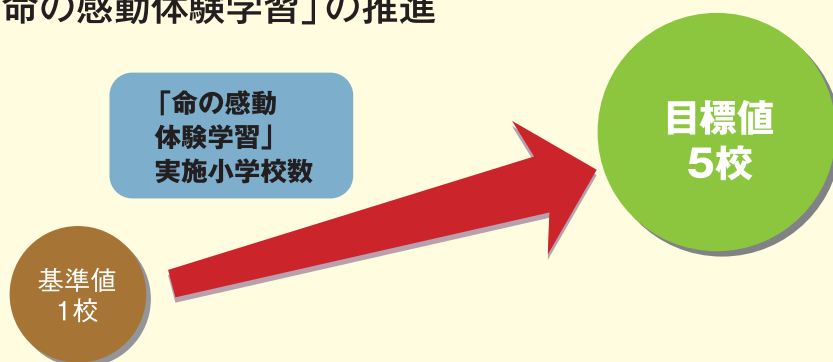 命の感動体験学習」の推進
「命の感動
体験学習」
実施小学校数
目標値
5校
基準値
1校